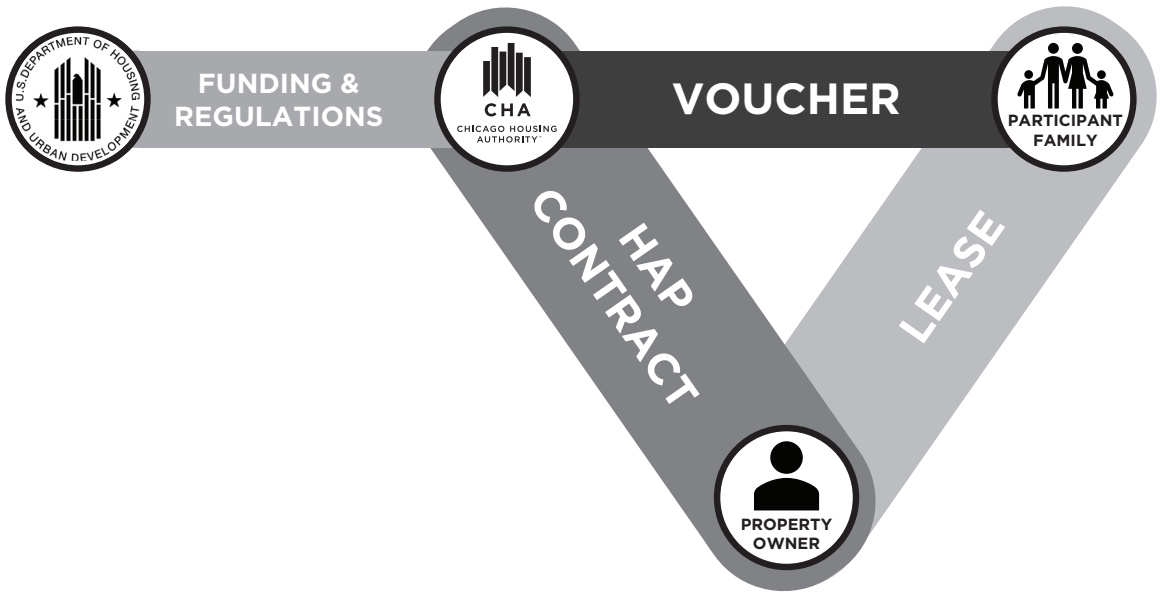 U.S. DEPARTMENT OF HOUSING
AND URBAN DEVELOPMENT
FUNDING &
REGULATIONS
CHA
CHICAGO HOUSING
AUTHORITY™
VOUCHER
PARTICIPANT
FAMILY
HAP
CONTRACT
LEASE
PROPERTY
OWNER